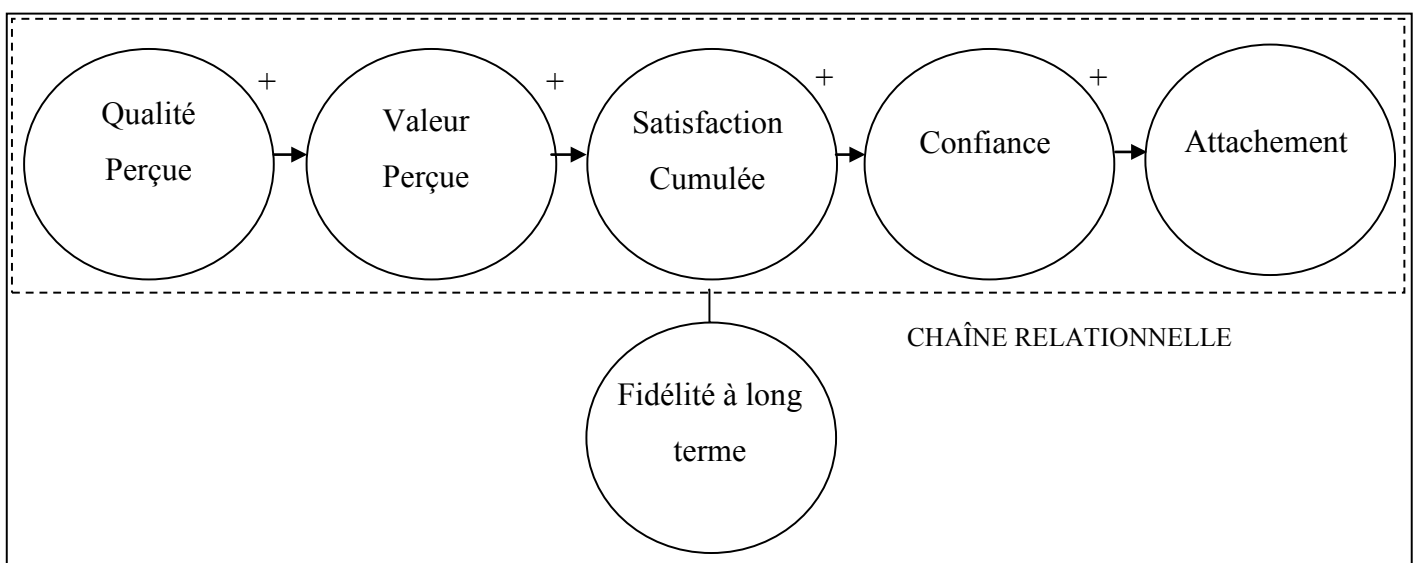 +
+
+
+
Qualité
Perçue
Valeur
Perçue
Satisfaction
Cumulée
Confiance
Attachement
CHAÎNE RELATIONNELLE
Fidélité à long
terme